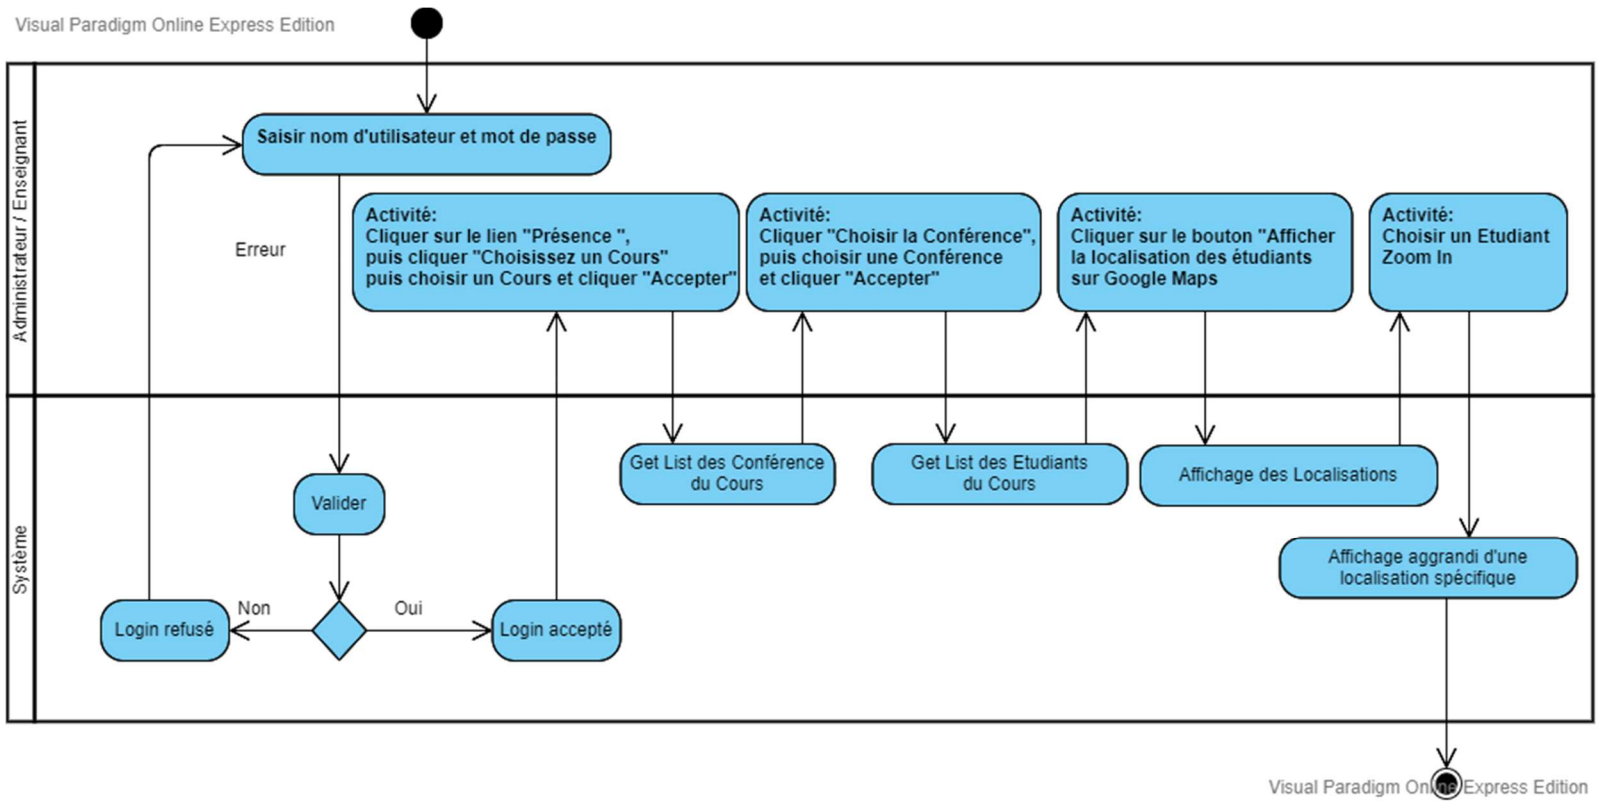 Visual Paradigm Online Express Edition
Administrateur / Enseignant
Saisir nom d'utilisateur et mot de passe
Erreur
Activité:
Cliquer sur le lien "Présence ",
puis cliquer "Choisissez un Cours"
puis choisir un Cours et cliquer "Accepter"
Activité:
Cliquer "Choisir la Conférence",
puis choisir une Conférence
et cliquer "Accepter"
Activité:
Cliquer sur le bouton "Afficher
la localisation des étudiants
sur Google Maps
Activité:
Choisir un Etudiant
Zoom In
Système
Get List des Conférence
du Cours
Get List des Etudiants
du Cours
Affichage des Localisations
Valider
Affichage aggrandi d'une
localisation spécifique
Non
Oui
Login refusé
Login accepté
Visual Paradigm Online Express Edition